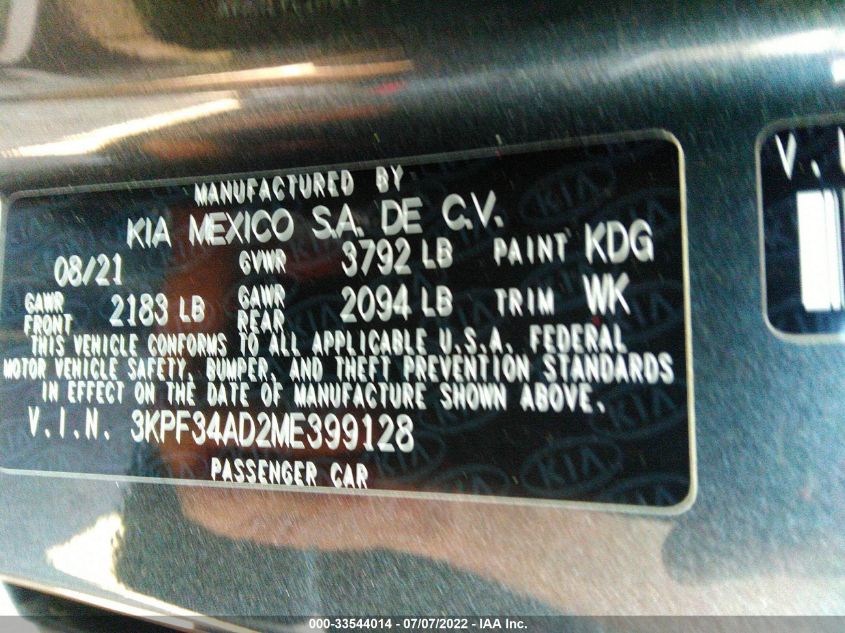 MANUFACTURED BY
KIA MEXICO S.A. DE C.V.
08/21 GVWR 3792 LB PAINT KDG
GAWR FRONT 2183 LB GAWR REAR 2094 LB TRIM WK
THIS VEHICLE CONFORMS TO ALL APPLICABLE U.S.A. FEDERAL
MOTOR VEHICLE SAFETY, BUMPER, AND THEFT PREVENTION STANDARDS
IN EFFECT ON THE DATE OF MANUFACTURE SHOWN ABOVE.
V.I.N. 3KPF34AD2ME399128
PASSENGER CAR
V.
000-33544014 - 07/07/2022 - IAA Inc.